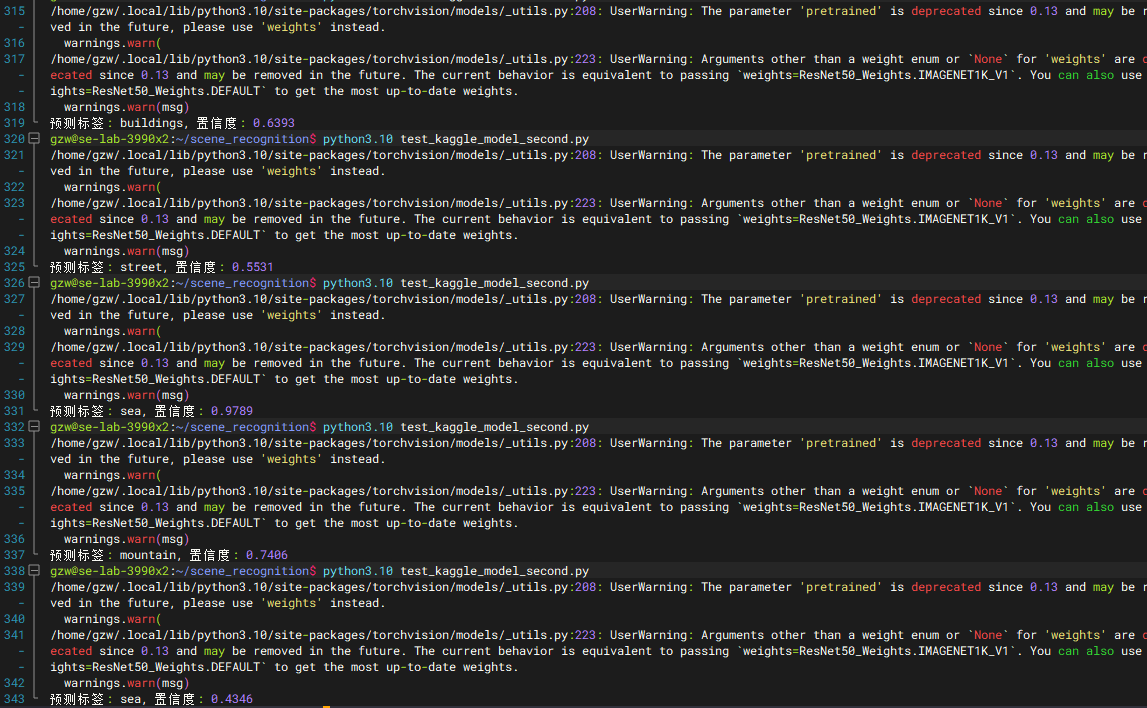 315 /home/gzw/.local/lib/python3.10/site-packages/torchvision/models/_utils.py:208: UserWarning: The parameter 'pretrained' is deprecated since 0.13 and may be r
- ved in the future, please use 'weights' instead.
316 warnings.warn(
317 /home/gzw/.local/lib/python3.10/site-packages/torchvision/models/_utils.py:223: UserWarning: Arguments other than a weight enum or `None` for 'weights' are d
- ecated since 0.13 and may be removed in the future. The current behavior is equivalent to passing `weights=ResNet50_Weights.IMAGENET1K_V1`. You can also use
- ights=ResNet50_Weights.DEFAULT` to get the most up-to-date weights.
318 warnings.warn(msg)
319 预测标签: buildings, 置信度: 0.6393
320 gzw@se-lab-3990x2:~/scene_recognition$ python3.10 test_kaggle_model_second.py
321 /home/gzw/.local/lib/python3.10/site-packages/torchvision/models/_utils.py:208: UserWarning: The parameter 'pretrained' is deprecated since 0.13 and may be r
- ved in the future, please use 'weights' instead.
322 warnings.warn(
323 /home/gzw/.local/lib/python3.10/site-packages/torchvision/models/_utils.py:223: UserWarning: Arguments other than a weight enum or `None` for 'weights' are d
- ecated since 0.13 and may be removed in the future. The current behavior is equivalent to passing `weights=ResNet50_Weights.IMAGENET1K_V1`. You can also use
- ights=ResNet50_Weights.DEFAULT` to get the most up-to-date weights.
324 warnings.warn(msg)
325 预测标签: street, 置信度: 0.5531
326 gzw@se-lab-3990x2:~/scene_recognition$ python3.10 test_kaggle_model_second.py
327 /home/gzw/.local/lib/python3.10/site-packages/torchvision/models/_utils.py:208: UserWarning: The parameter 'pretrained' is deprecated since 0.13 and may be r
- ved in the future, please use 'weights' instead.
328 warnings.warn(
329 /home/gzw/.local/lib/python3.10/site-packages/torchvision/models/_utils.py:223: UserWarning: Arguments other than a weight enum or `None` for 'weights' are d
- ecated since 0.13 and may be removed in the future. The current behavior is equivalent to passing `weights=ResNet50_Weights.IMAGENET1K_V1`. You can also use
- ights=ResNet50_Weights.DEFAULT` to get the most up-to-date weights.
330 warnings.warn(msg)
331 预测标签: sea, 置信度: 0.9789
332 gzw@se-lab-3990x2:~/scene_recognition$ python3.10 test_kaggle_model_second.py
333 /home/gzw/.local/lib/python3.10/site-packages/torchvision/models/_utils.py:208: UserWarning: The parameter 'pretrained' is deprecated since 0.13 and may be r
- ved in the future, please use 'weights' instead.
334 warnings.warn(
335 /home/gzw/.local/lib/python3.10/site-packages/torchvision/models/_utils.py:223: UserWarning: Arguments other than a weight enum or `None` for 'weights' are d
- ecated since 0.13 and may be removed in the future. The current behavior is equivalent to passing `weights=ResNet50_Weights.IMAGENET1K_V1`. You can also use
- ights=ResNet50_Weights.DEFAULT` to get the most up-to-date weights.
336 warnings.warn(msg)
337 预测标签: mountain, 置信度: 0.7406
338 gzw@se-lab-3990x2:~/scene_recognition$ python3.10 test_kaggle_model_second.py
339 /home/gzw/.local/lib/python3.10/site-packages/torchvision/models/_utils.py:208: UserWarning: The parameter 'pretrained' is deprecated since 0.13 and may be r
- ved in the future, please use 'weights' instead.
340 warnings.warn(
341 /home/gzw/.local/lib/python3.10/site-packages/torchvision/models/_utils.py:223: UserWarning: Arguments other than a weight enum or `None` for 'weights' are d
- ecated since 0.13 and may be removed in the future. The current behavior is equivalent to passing `weights=ResNet50_Weights.IMAGENET1K_V1`. You can also use
- ights=ResNet50_Weights.DEFAULT` to get the most up-to-date weights.
342 warnings.warn(msg)
343 预测标签: sea, 置信度: 0.4346